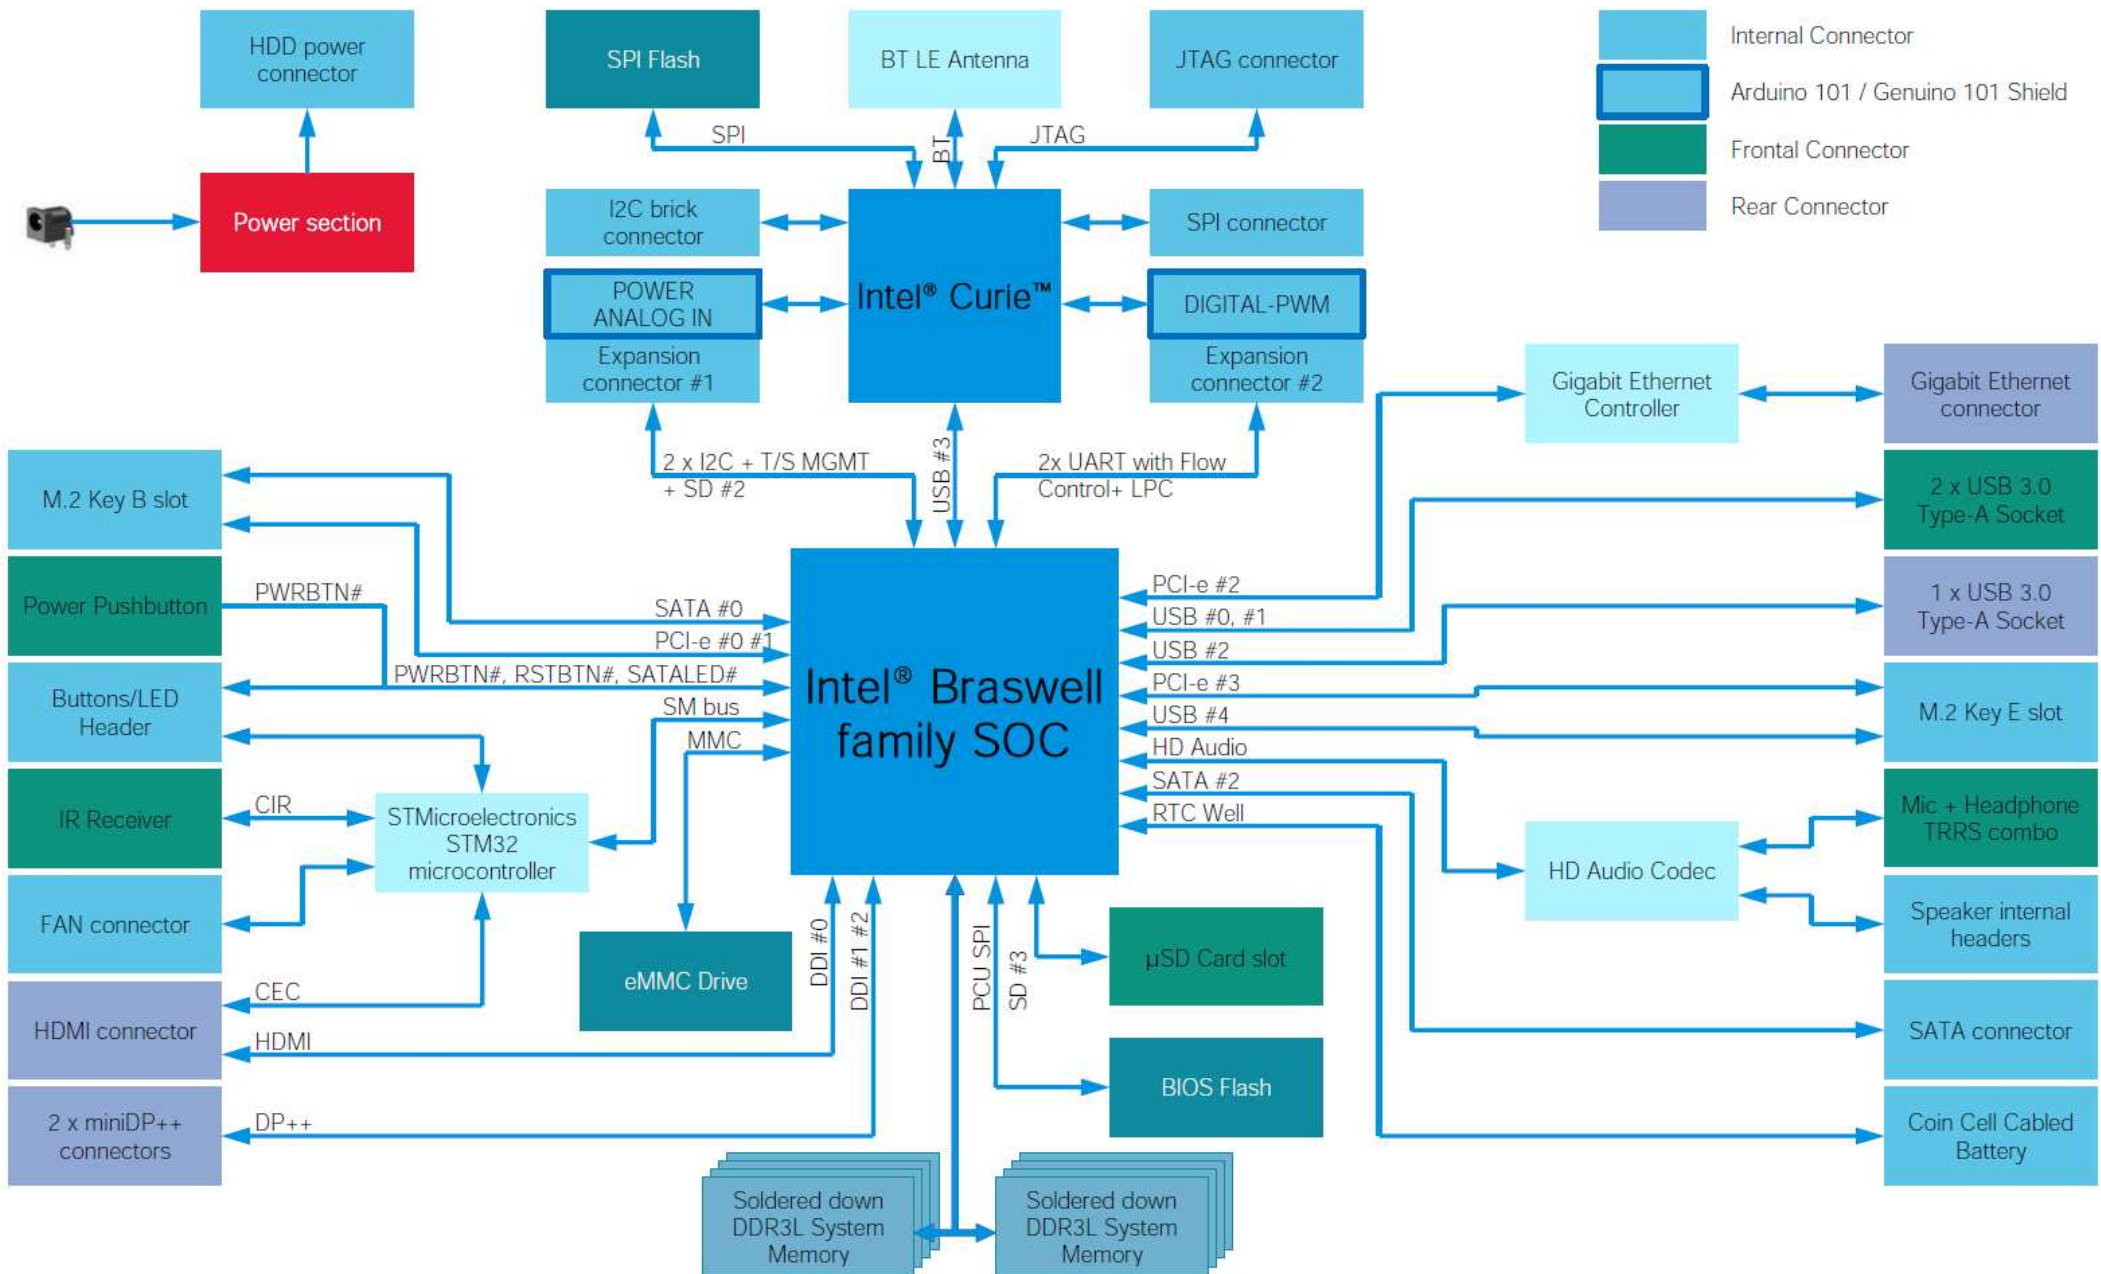 HDD power
connector
SPI Flash
BT LE Antenna
JTAG connector
Internal Connector
Arduino 101 / Genuino 101 Shield
Frontal Connector
Rear Connector
SPI
BT
JTAG
Power section
I2C brick
connector
SPI connector
Intel® Curie™
POWER
ANALOG IN
DIGITAL-PWM
Expansion
connector #1
Expansion
connector #2
Gigabit Ethernet
Controller
Gigabit Ethernet
connector
2 x I2C + T/S MGMT
+ SD #2
USB #3
2x UART with Flow
Control+ LPC
M.2 Key B slot
2 x USB 3.0
Type-A Socket
Power Pushbutton
PWRBTN#
SATA #0
PCI-e #0 #1
PWRBTN#, RSTBTN#, SATALED#
SM bus
MMC
Intel® Braswell
family SOC
PCI-e #2
USB #0, #1
USB #2
PCI-e #3
USB #4
HD Audio
SATA #2
RTC Well
1 x USB 3.0
Type-A Socket
Buttons/LED
Header
M.2 Key E slot
IR Receiver
CIR
STMicroelectronics
STM32
microcontroller
Mic + Headphone
TRRS combo
HD Audio Codec
FAN connector
Speaker internal
headers
DDI #0
DDI #1 #2
PCU SPI
SD #3
eMMC Drive
µSD Card slot
CEC
HDMI connector
HDMI
SATA connector
BIOS Flash
2 x miniDP++
connectors
DP++
Coin Cell Cabled
Battery
Soldered down
DDR3L System
Memory
Soldered down
DDR3L System
Memory